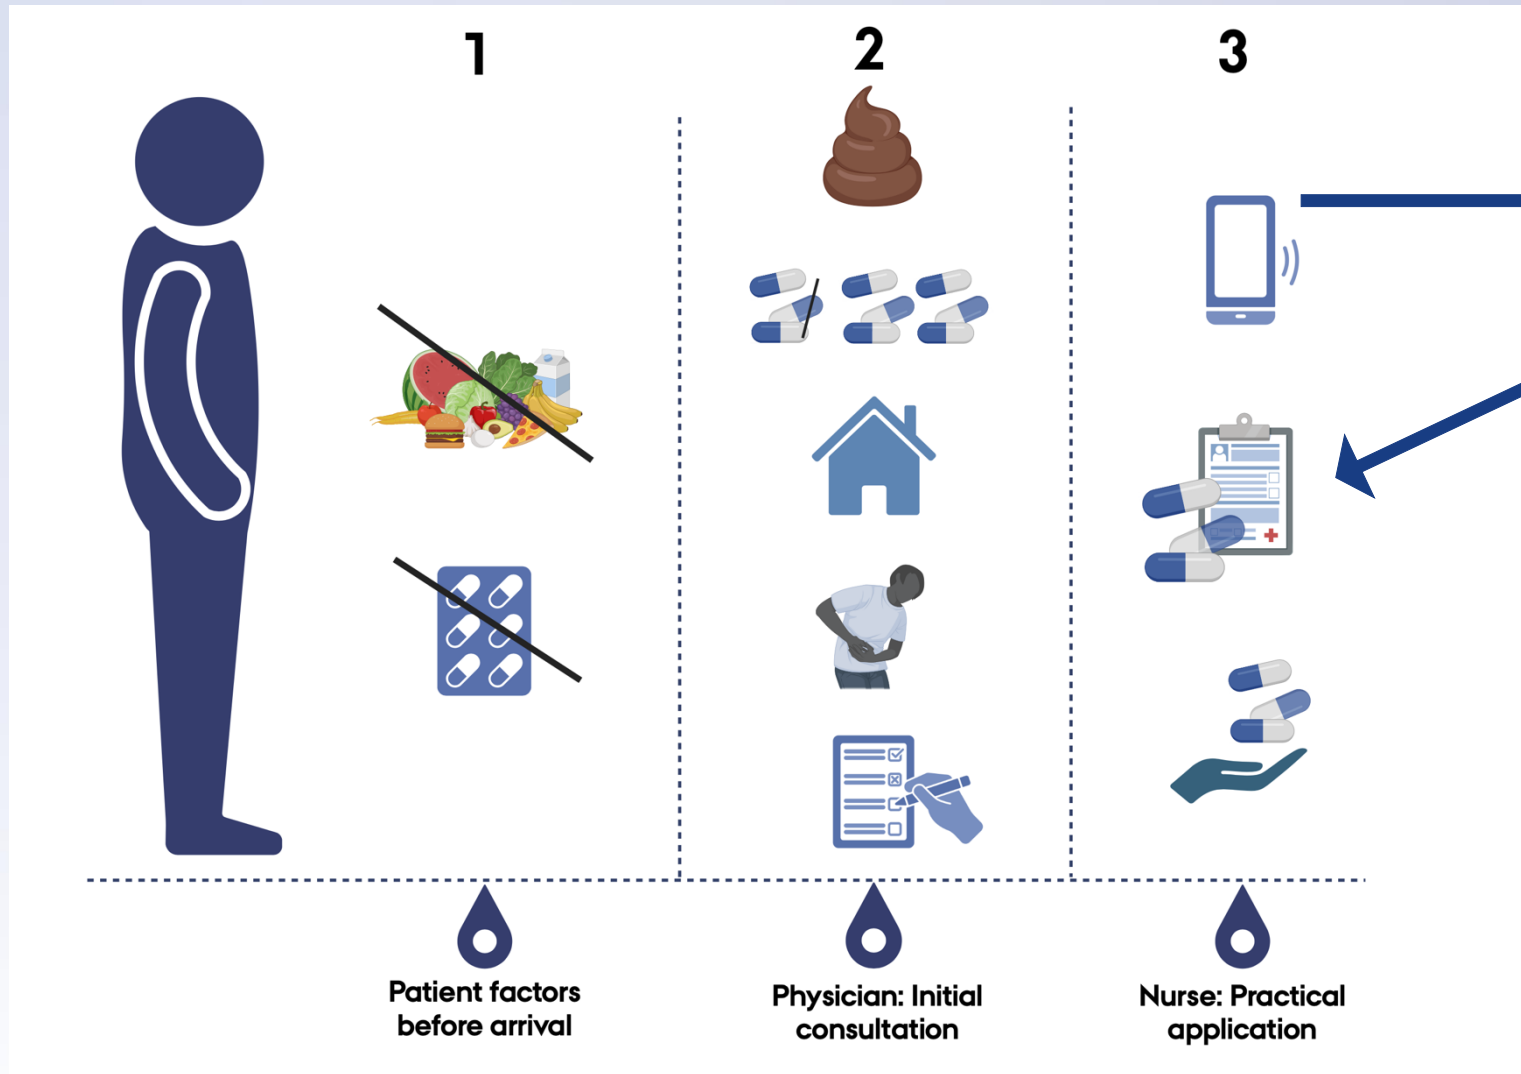 1
2
3
Patient factors
before arrival
Physician: Initial
consultation
Nurse: Practical
application